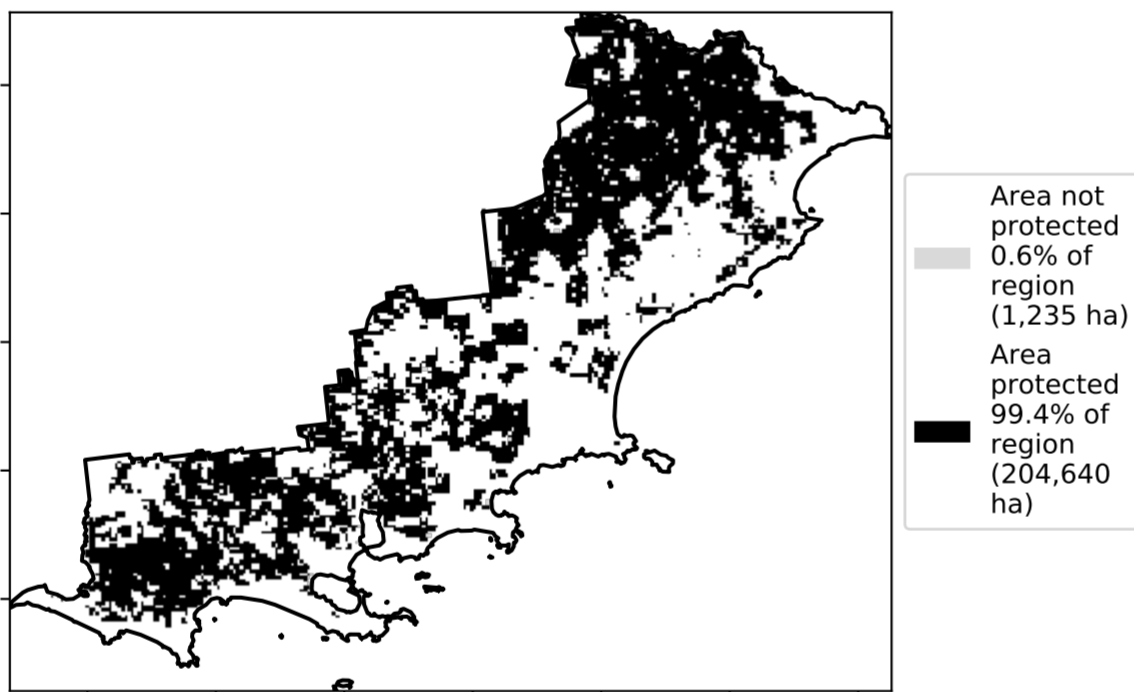 Area not
protected
0.6% of
region
(1,235 ha)
Area
protected
99.4% of
region
(204,640
ha)